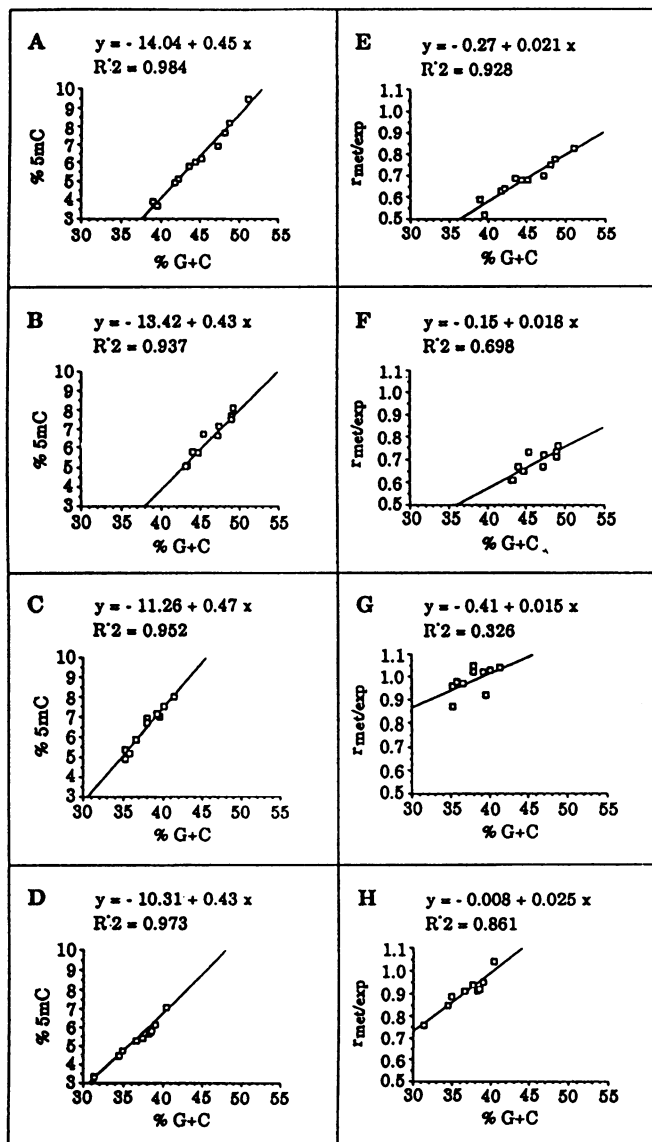 A y = - 14.04 + 0.45 x
R^2 = 0.984
10
9
8
7
6
5
4
3
% 5mC
30 35 40 45 50 55
% G+C
E y = - 0.27 + 0.021 x
R^2 = 0.928
1.1
1.0
0.9
0.8
0.7
0.6
0.5
r met/exp
30 35 40 45 50 55
% G+C
B y = - 13.42 + 0.43 x
R^2 = 0.937
10
9
8
7
6
5
4
3
% 5mC
30 35 40 45 50 55
% G+C
F y = - 0.15 + 0.018 x
R^2 = 0.698
1.1
1.0
0.9
0.8
0.7
0.6
0.5
r met/exp
30 35 40 45 50 55
% G+C
C y = - 11.26 + 0.47 x
R^2 = 0.952
10
9
8
7
6
5
4
3
% 5mC
30 35 40 45 50 55
% G+C
G y = - 0.41 + 0.015 x
R^2 = 0.326
1.1
1.0
0.9
0.8
0.7
0.6
0.5
r met/exp
30 35 40 45 50 55
% G+C
D y = - 10.31 + 0.43 x
R^2 = 0.973
10
9
8
7
6
5
4
3
% 5mC
30 35 40 45 50 55
% G+C
H y = - 0.008 + 0.025 x
R^2 = 0.861
1.1
1.0
0.9
0.8
0.7
0.6
0.5
r met/exp
30 35 40 45 50 55
% G+C